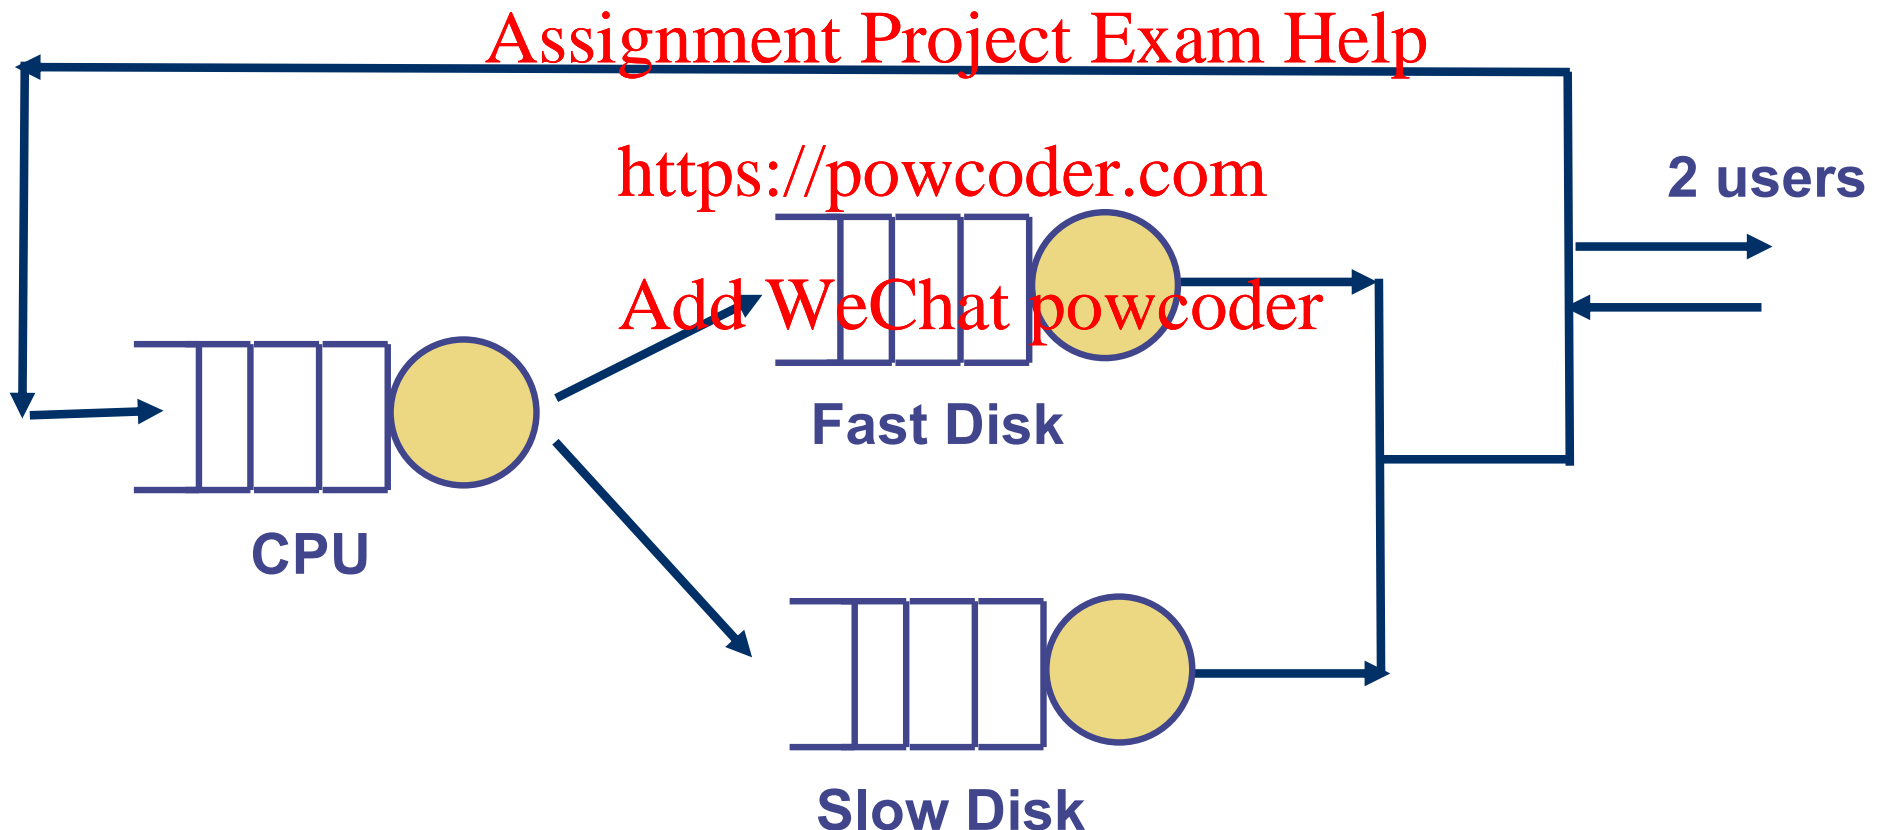 Assignment Project Exam Help
https://powcoder.com
2 users
Add WeChat powcoder
Fast Disk
CPU
Slow Disk